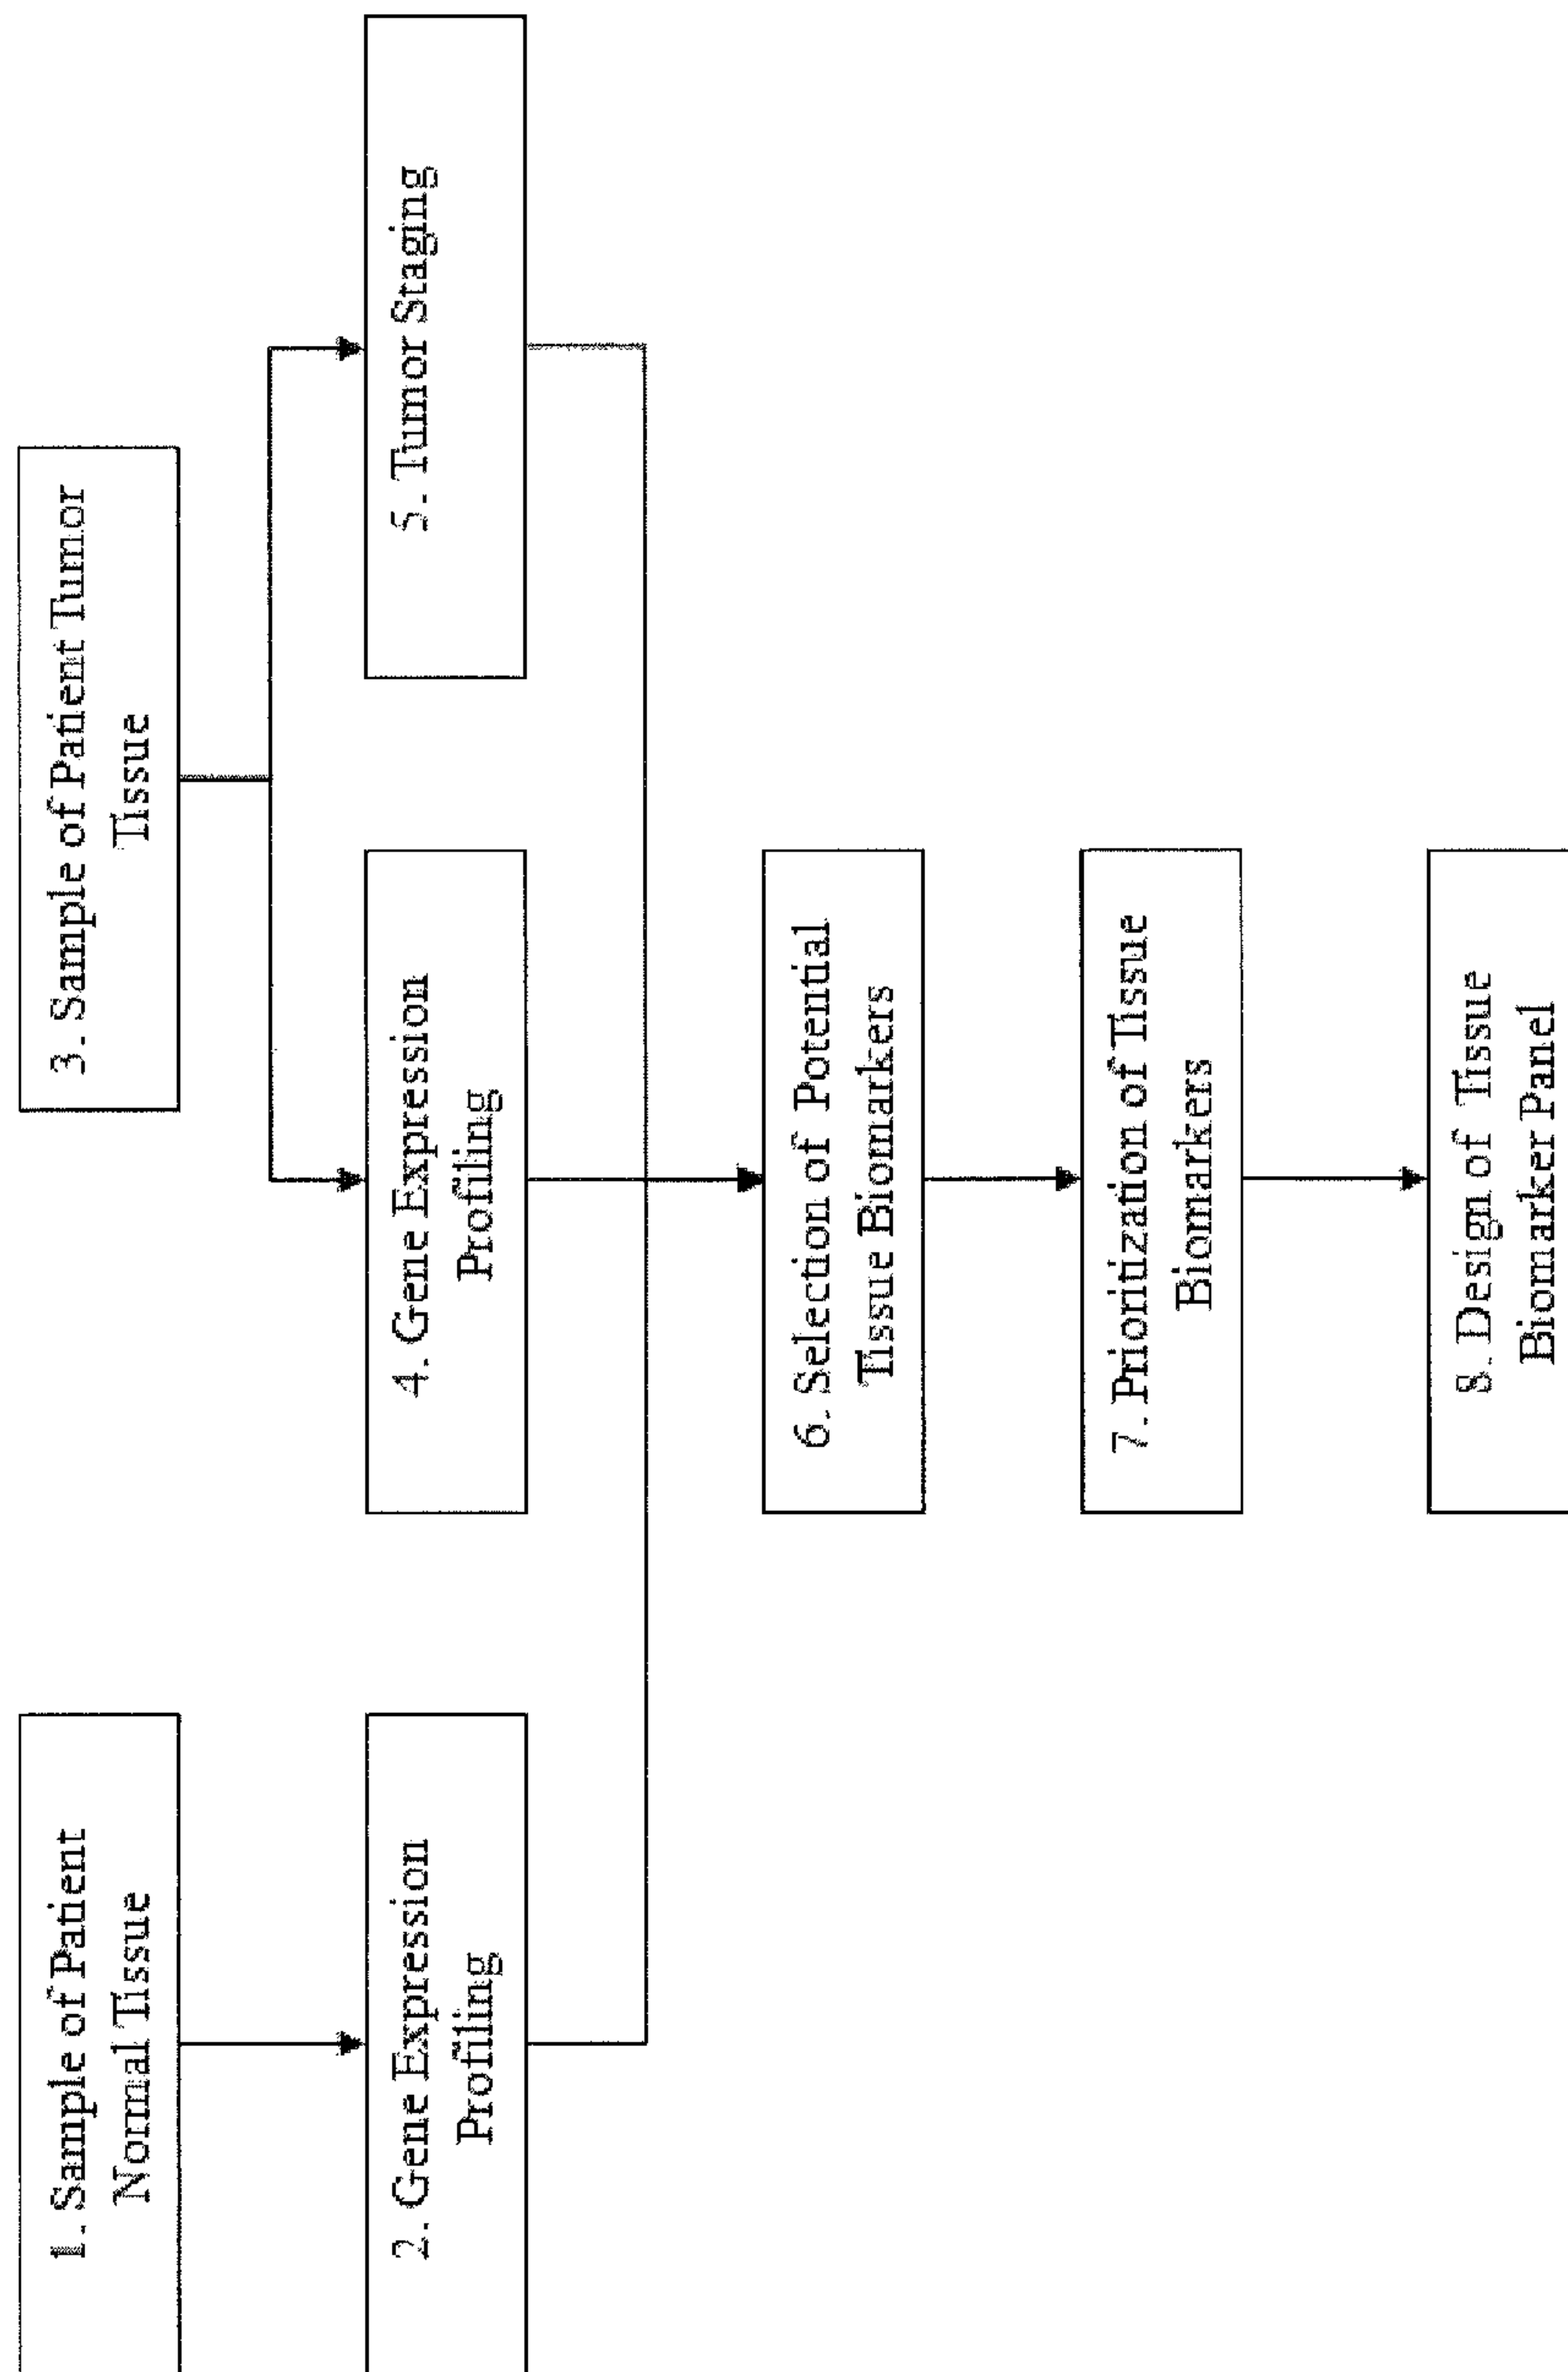 1. Sample of Patient
Normal Tissue
2. Gene Expression
Profiling
3. Sample of Patient Tumor
Tissue
4. Gene Expression
Profiling
5. Tumor Staging
6. Selection of Potential
Tissue Biomarkers
7. Prioritization of Tissue
Biomarkers
8. Design of Tissue
Biomarker Panel